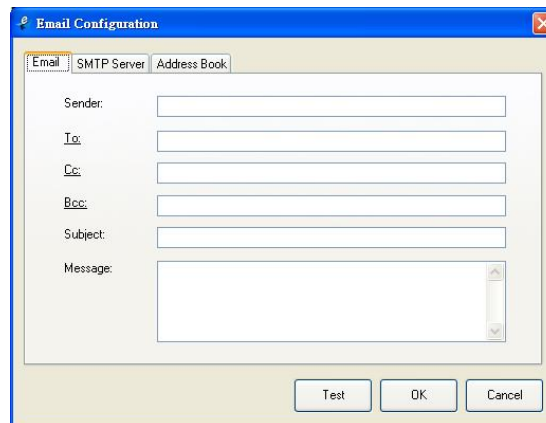 Email Configuration
Email SMTP Server Address Book
Sender:
To:
Cc:
Bcc:
Subject:
Message:
Test OK Cancel